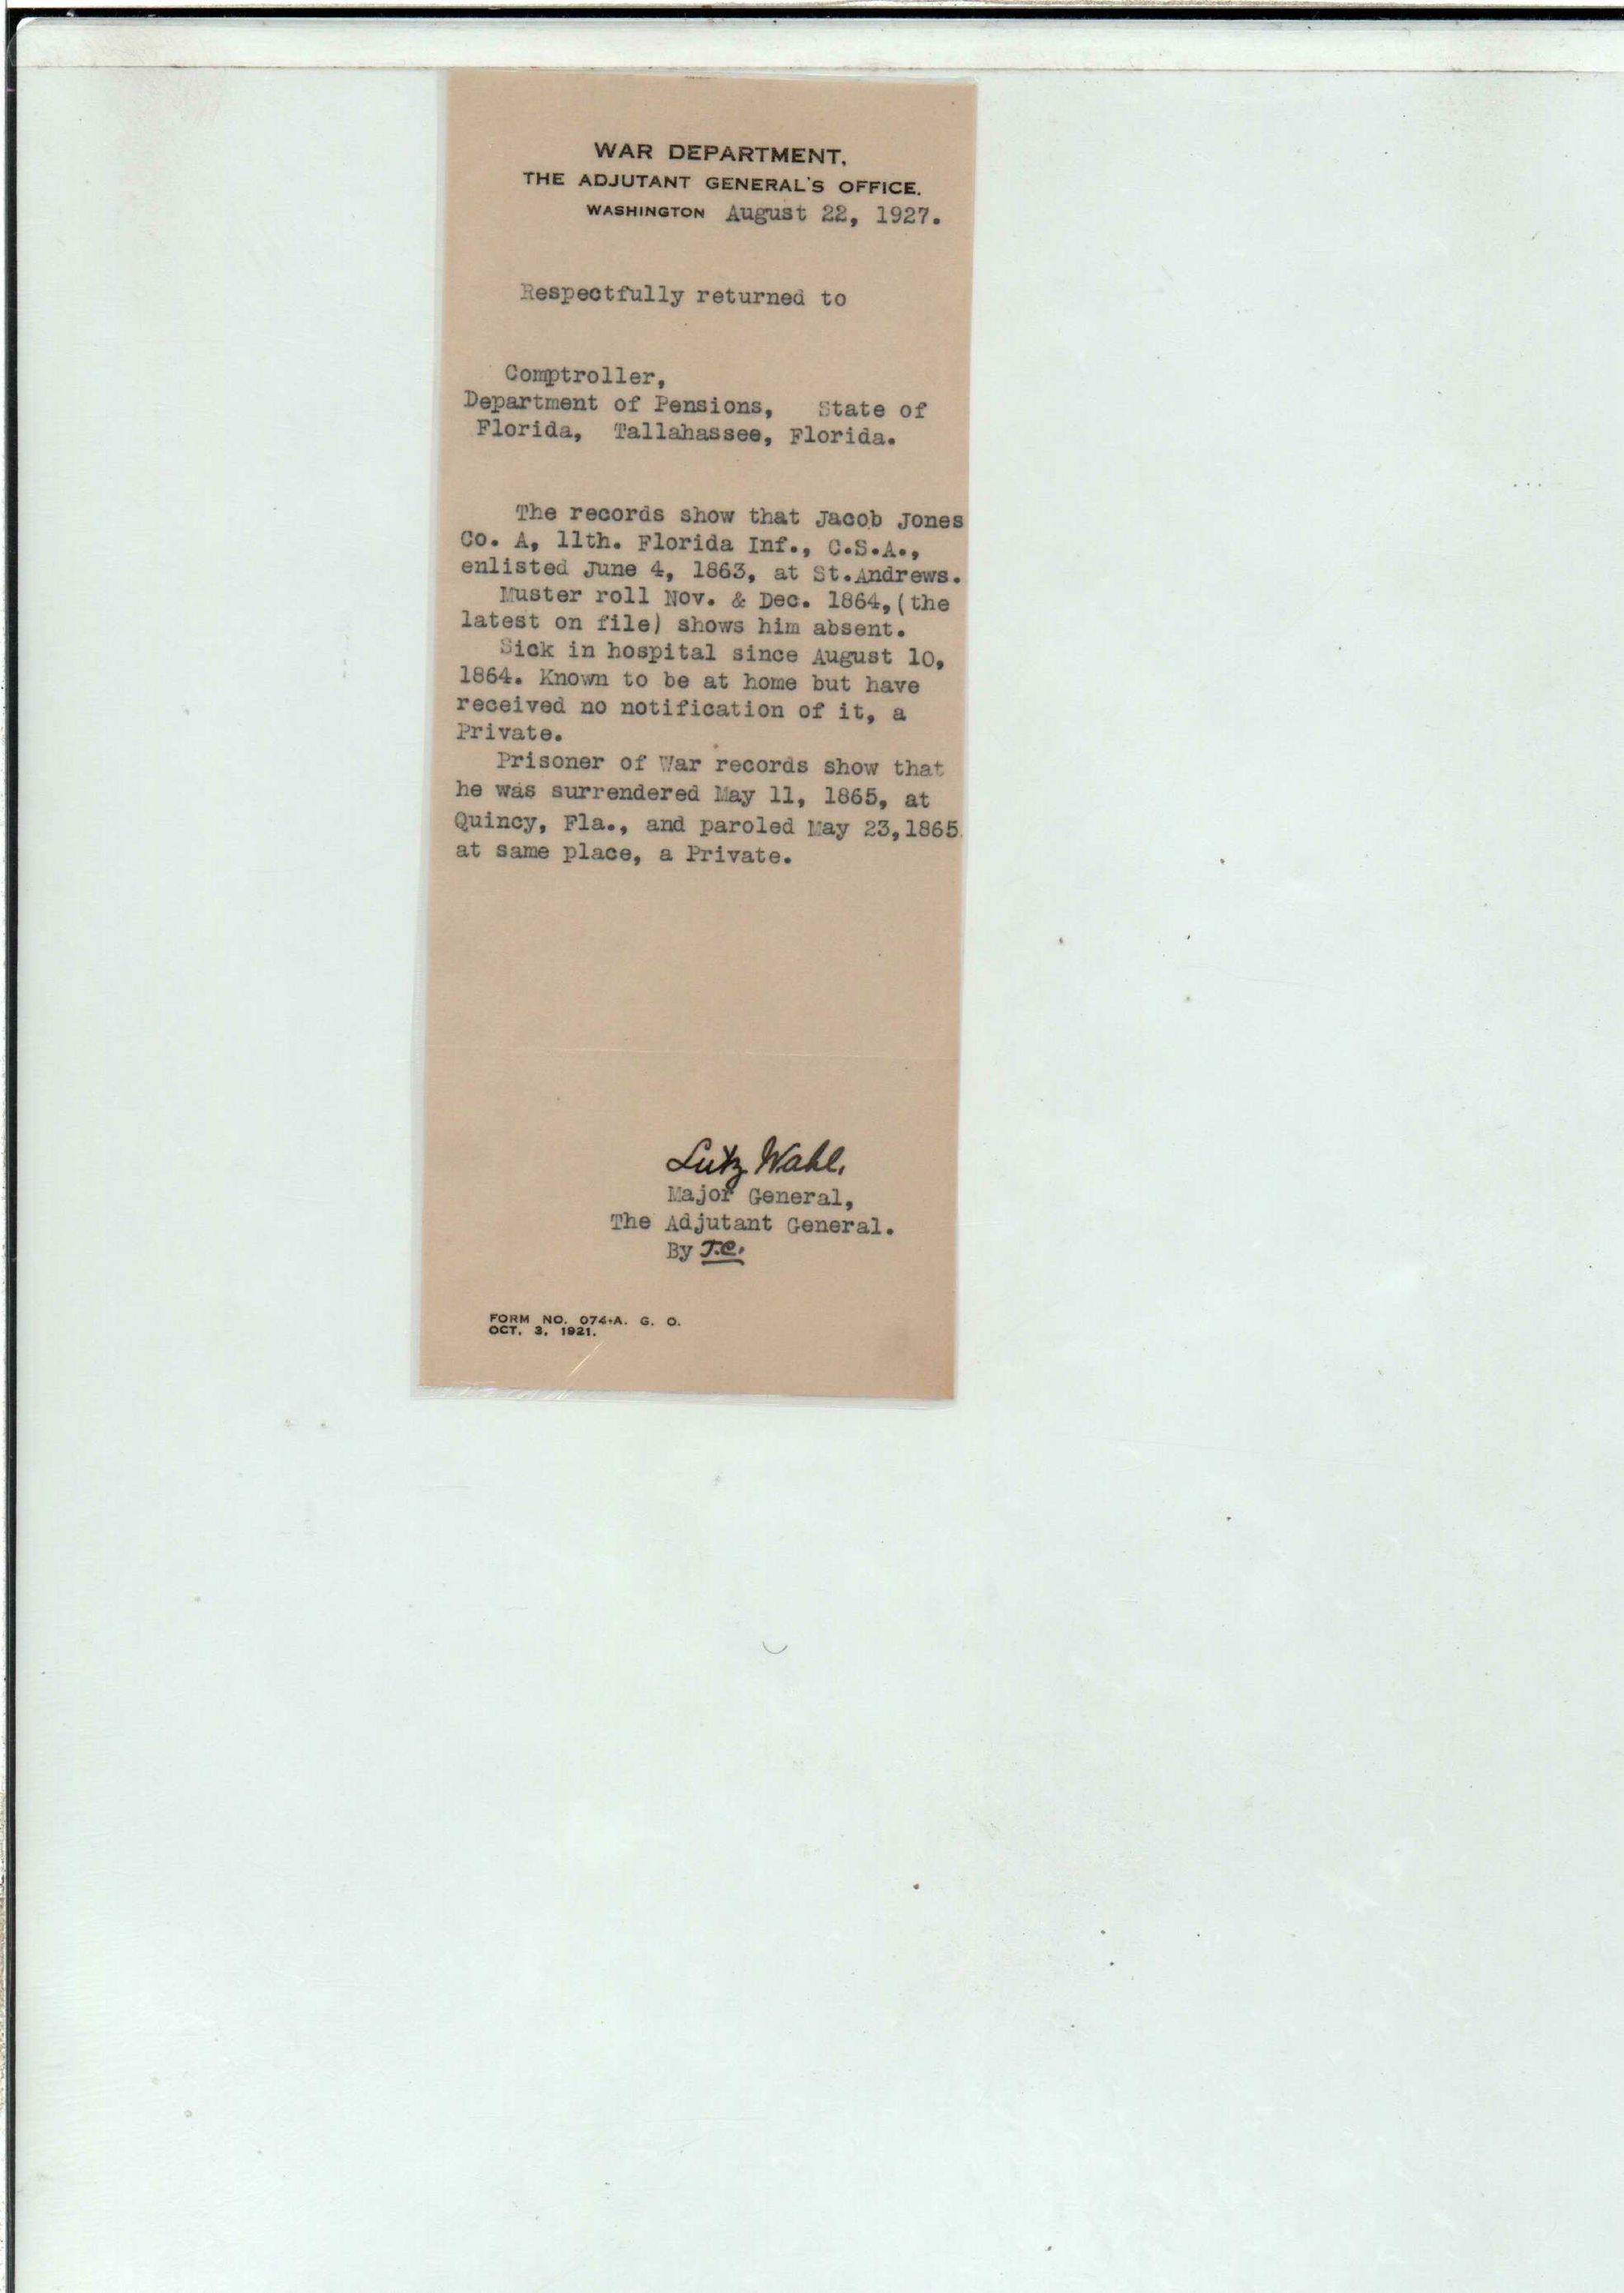 WAR DEPARTMENT,
THE ADJUTANT GENERAL'S OFFICE.
WASHINGTON August 22, 1927.
Respectfully returned to
Comptroller,
Department of Pensions, State of
Florida, Tallahassee, Florida.
The records show that Jacob Jones
Co. A, 11th. Florida Inf., C.S.A.,
enlisted June 4, 1863, at St.Andrews.
Muster roll Nov. & Dec. 1864,(the
latest on file) shows him absent.
Sick in hospital since August 10,
1864. Known to be at home but have
received no notification of it, a
Private.
Prisoner of War records show that
he was surrendered May 11, 1865, at
Quincy, Fla., and paroled May 23,1865.
at same place, a Private.
Lutz Wahl.
Major General,
The Adjutant General.
By J.C.
FORM NO. 074-A. G. O.
OCT. 3, 1921.